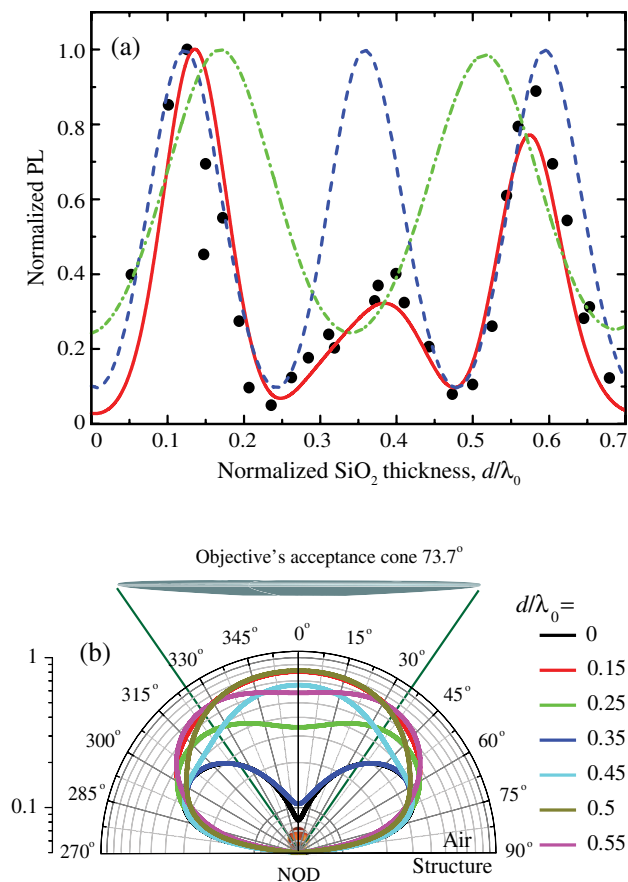 (a)
1.0
0.8
0.6
0.4
0.2
0
Normalized PL
0 0.1 0.2 0.3 0.4 0.5 0.6 0.7
Normalized SiO₂ thickness, d/λ₀
Objective's acceptance cone 73.7°
(b)
1
0.1
270° 285° 300° 315° 330° 345° 0° 15° 30° 45° 60° 75° 90°
Air
Structure
NQD
d/λ₀=
0
0.15
0.25
0.35
0.45
0.5
0.55